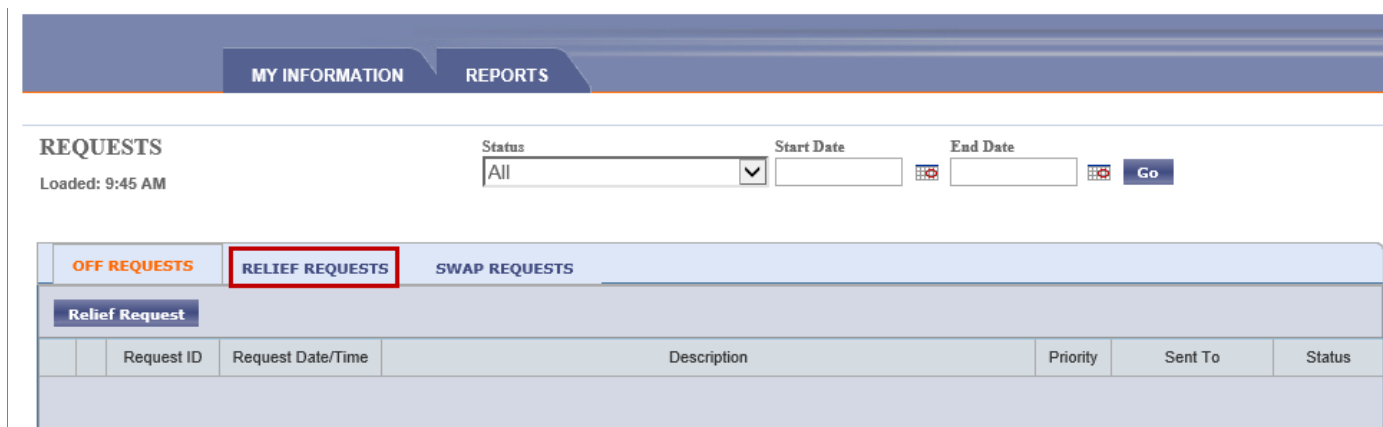 MY INFORMATION REPORTS
REQUESTS Status Start Date End Date
Loaded: 9:45 AM All Go
OFF REQUESTS RELIEF REQUESTS SWAP REQUESTS
Relief Request
Request ID Request Date/Time Description Priority Sent To Status